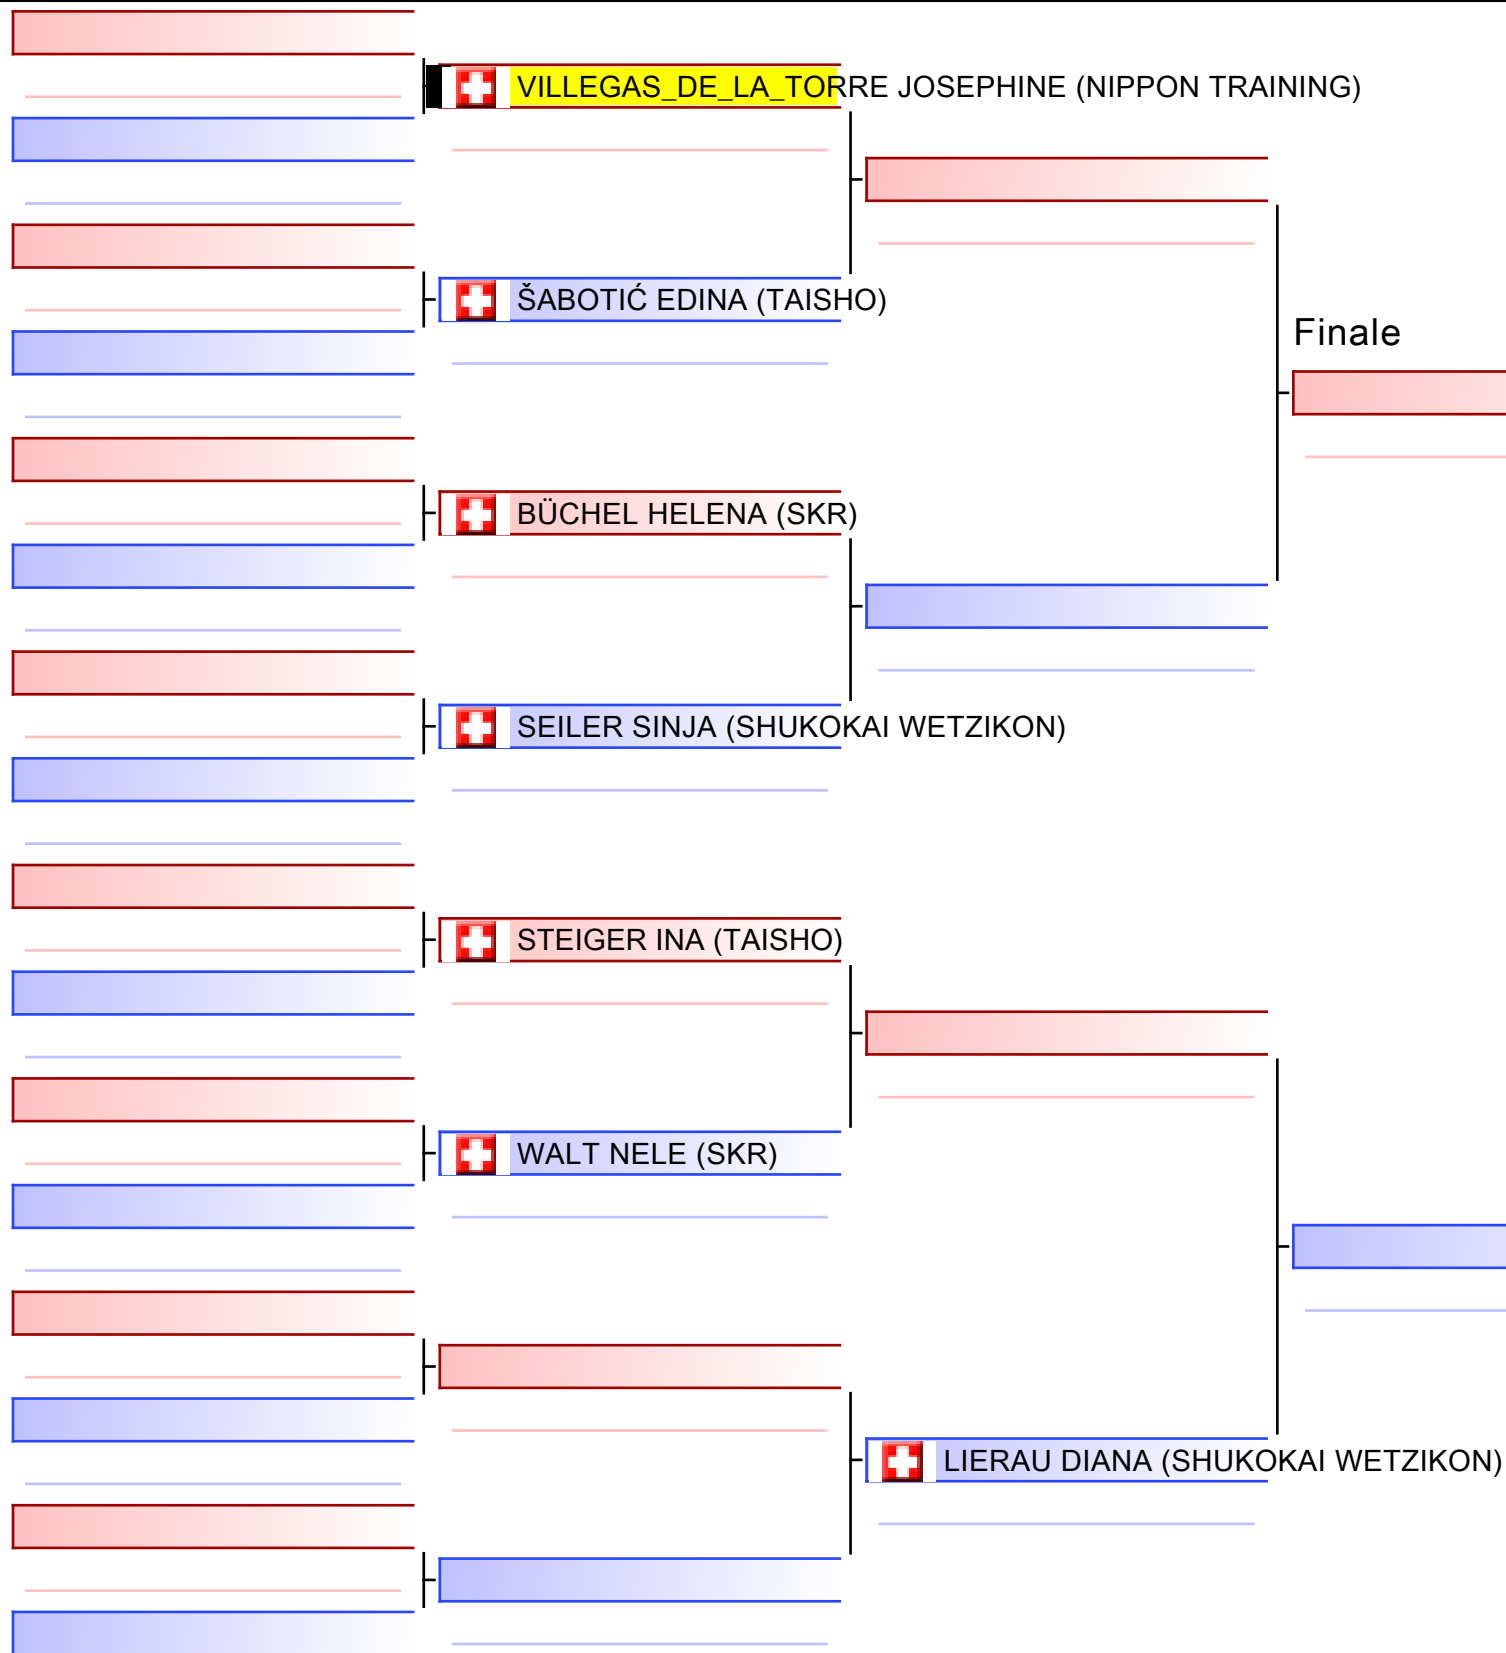 VILLEGAS_DE_LA_TORRE JOSEPHINE (NIPPON TRAINING)
ŠABOTIĆ EDINA (TAISHO)
Finale
BÜCHEL HELENA (SKR)
SEILER SINJA (SHUKOKAI WETZIKON)
STEIGER INA (TAISHO)
WALT NELE (SKR)
LIERAU DIANA (SHUKOKAI WETZIKON)